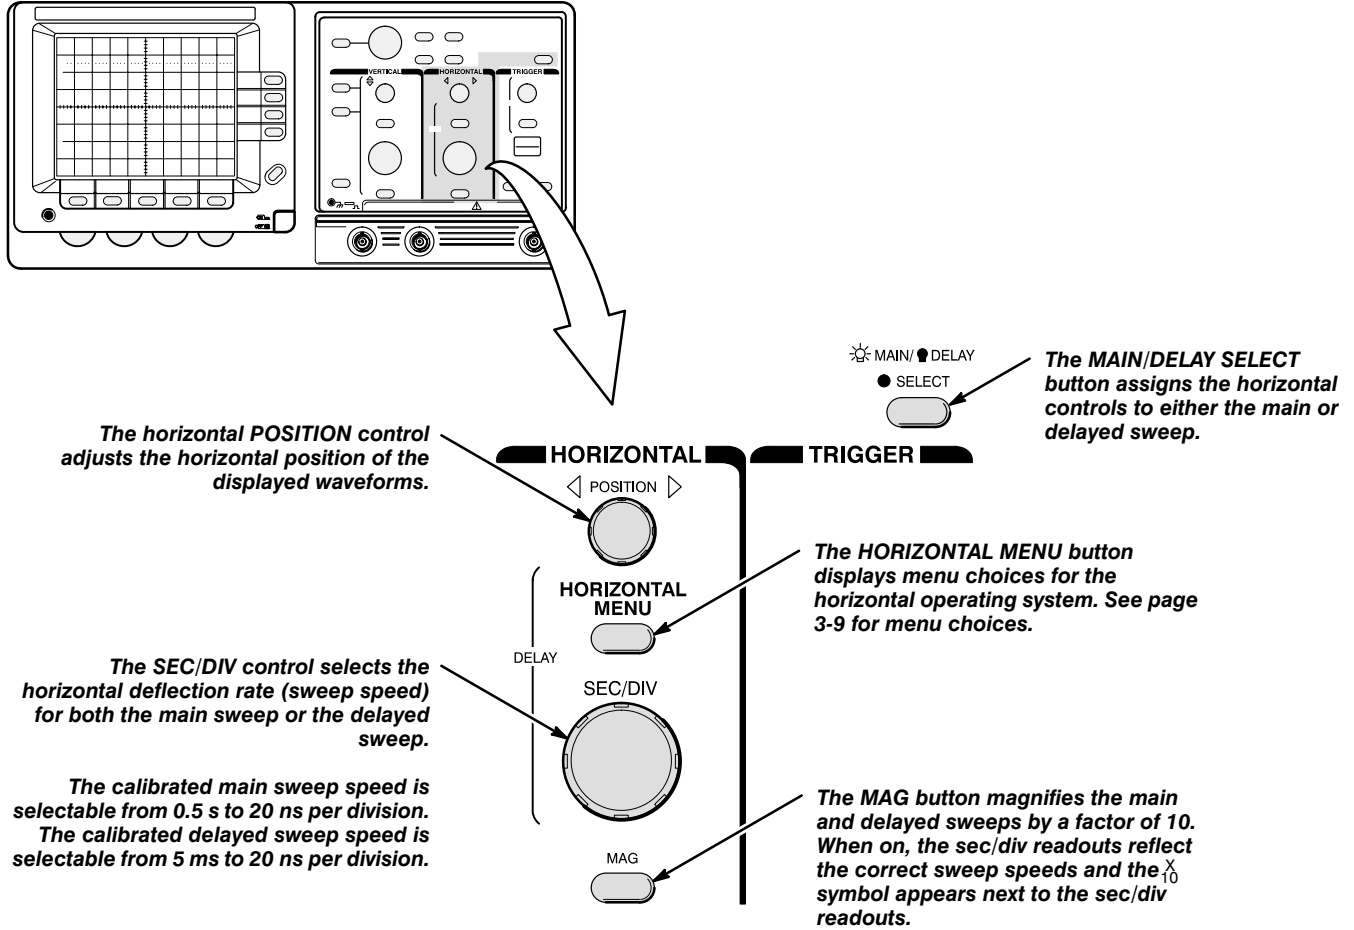 VERTICAL
HORIZONTAL
TRIGGER
MAIN/ DELAY
SELECT
The MAIN/DELAY SELECT
button assigns the horizontal
controls to either the main or
delayed sweep.
The horizontal POSITION control
adjusts the horizontal position of the
displayed waveforms.
HORIZONTAL
TRIGGER
POSITION
The HORIZONTAL MENU button
displays menu choices for the
horizontal operating system. See page
3-9 for menu choices.
HORIZONTAL
MENU
DELAY
The SEC/DIV control selects the
horizontal deflection rate (sweep speed)
for both the main sweep or the delayed
sweep.
SEC/DIV
The calibrated main sweep speed is
selectable from 0.5 s to 20 ns per division.
The calibrated delayed sweep speed is
selectable from 5 ms to 20 ns per division.
MAG
The MAG button magnifies the main
and delayed sweeps by a factor of 10.
When on, the sec/div readouts reflect
the correct sweep speeds and the X 10
symbol appears next to the sec/div
readouts.